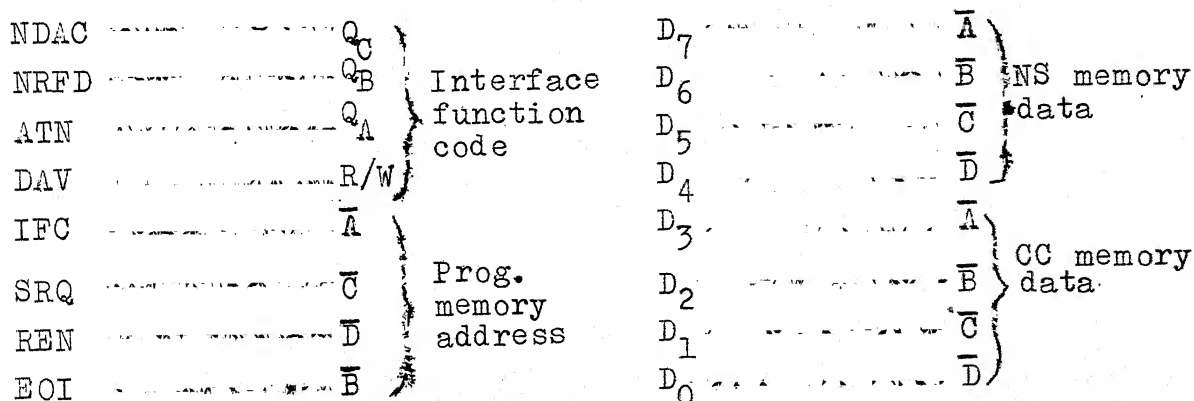 NDAC Q_C
NRFD Q_B
ATN Q_A
DAV R/W
Interface
function
code
IFC A̅
SRQ C̅
REN D̅
EOI B̅
Prog.
memory
address
D_7 A̅
D_6 B̅
D_5 C̅
D_4 D̅
NS memory
data
D_3 A̅
D_2 B̅
D_1 C̅
D_0 D̅
CC memory
data